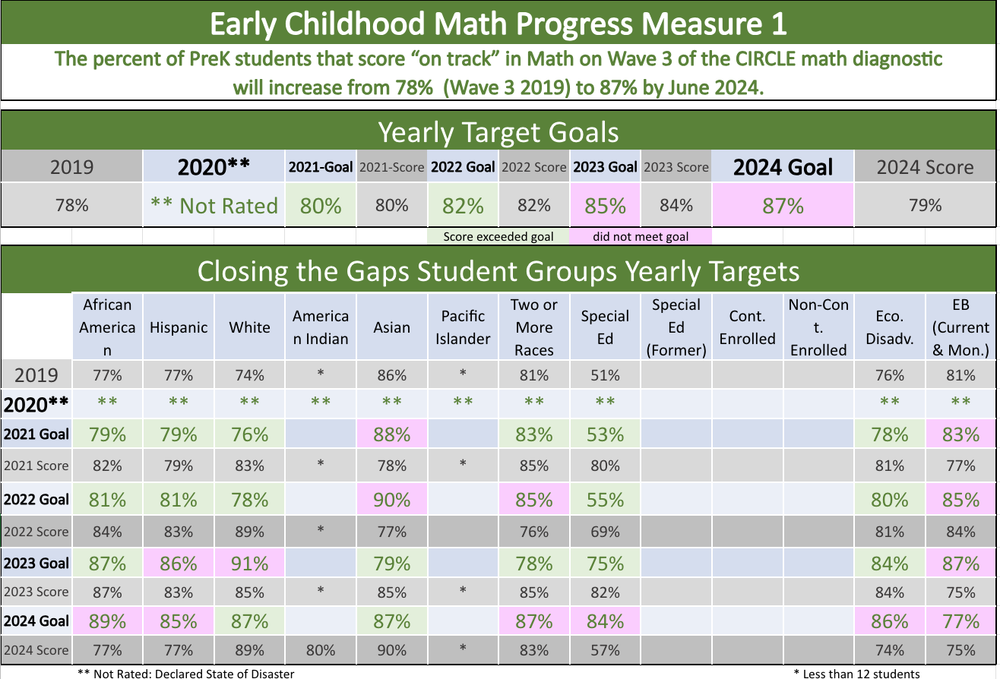 Early Childhood Math Progress Measure 1
The percent of PreK students that score “on track” in Math on Wave 3 of the CIRCLE math diagnostic
will increase from 78% (Wave 3 2019) to 87% by June 2024.
Yearly Target Goals
2019 2020** 2021-Goal 2021-Score 2022 Goal 2022 Score 2023 Goal 2023 Score 2024 Goal 2024 Score
78% ** Not Rated 80% 80% 82% 82% 85% 84% 87% 79%
Score exceeded goal did not meet goal
Closing the Gaps Student Groups Yearly Targets
African
America
n
Hispanic
White
America
n Indian
Asian
Pacific
Islander
Two or
More
Races
Special
Ed
Special
Ed
(Former)
Cont.
Enrolled
Non-Con
t.
Enrolled
Eco.
Disadv.
EB
(Current
& Mon.)
2019 77% 77% 74% * 86% * 81% 51% 76% 81%
2020** ** ** ** ** ** ** ** ** ** **
2021 Goal 79% 79% 76% 88% 83% 53% 78% 83%
2021 Score 82% 79% 83% * 78% * 85% 80% 81% 77%
2022 Goal 81% 81% 78% 90% 85% 55% 80% 85%
2022 Score 84% 83% 89% * 77% 76% 69% 81% 84%
2023 Goal 87% 86% 91% 79% 78% 75% 84% 87%
2023 Score 87% 83% 85% * 85% * 85% 82% 84% 75%
2024 Goal 89% 85% 87% 87% 87% 84% 86% 77%
2024 Score 77% 77% 89% 80% 90% * 83% 57% 74% 75%
** Not Rated: Declared State of Disaster * Less than 12 students